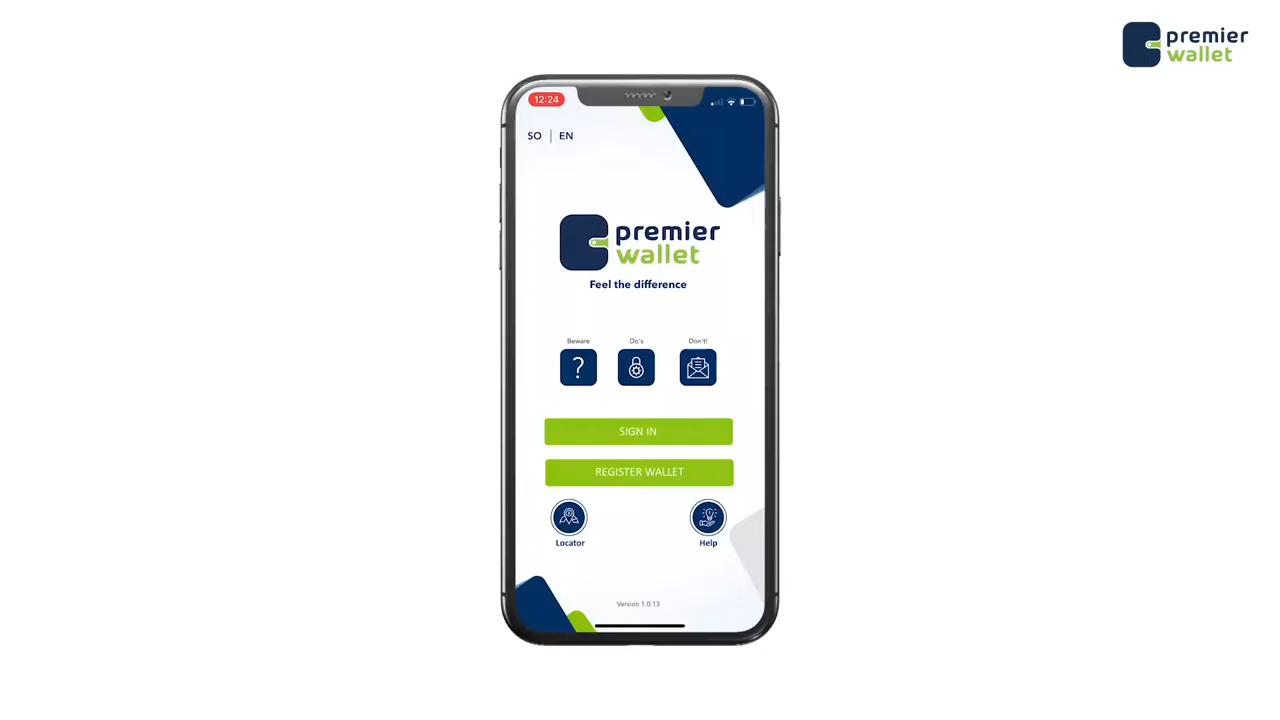 premier
wallet
12:24
SO | EN
premier
wallet
Feel the difference
Beware
Do's
Don't!
?
SIGN IN
REGISTER WALLET
Locator
Help
Version 1.0.13